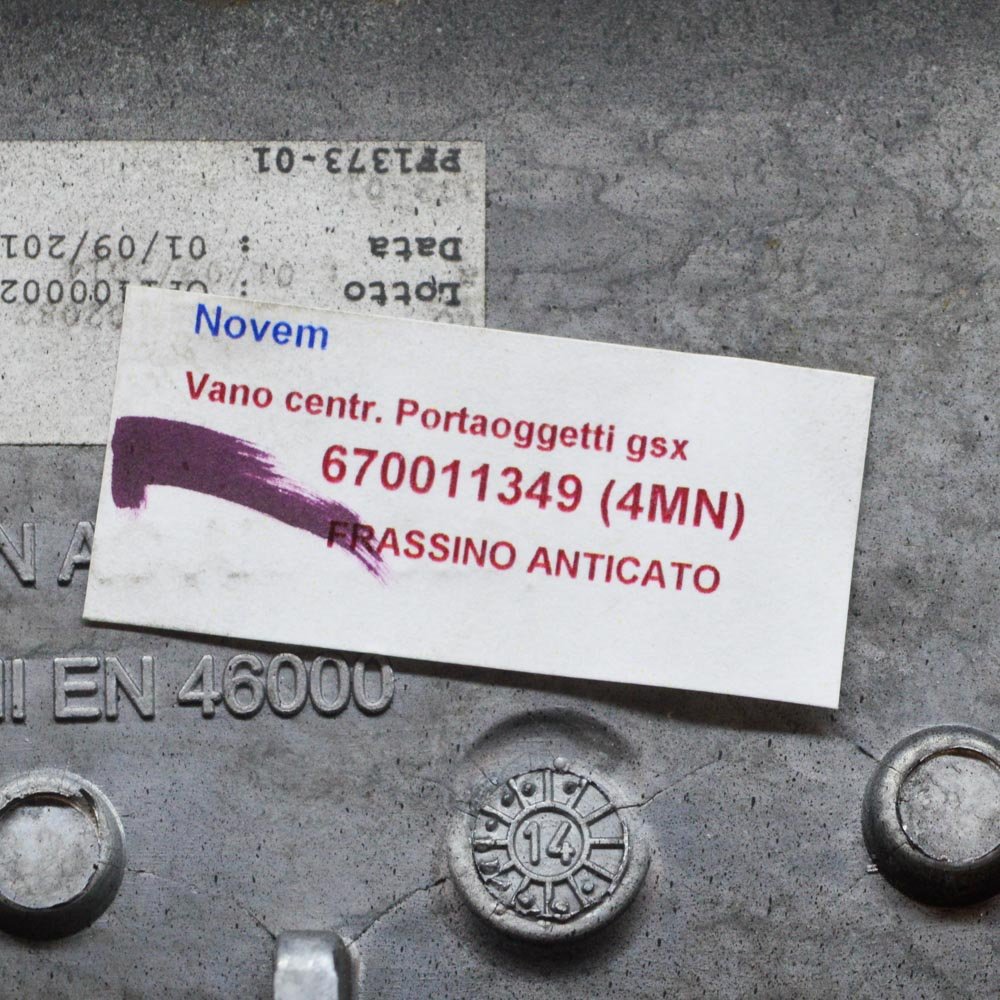 PF1373-01
Data : 01/09/201
Lotto :
Novem
Vano centr. Portaoggetti gsx
670011349 (4MN)
FRASSINO ANTICATO
N A
EN 46000
14